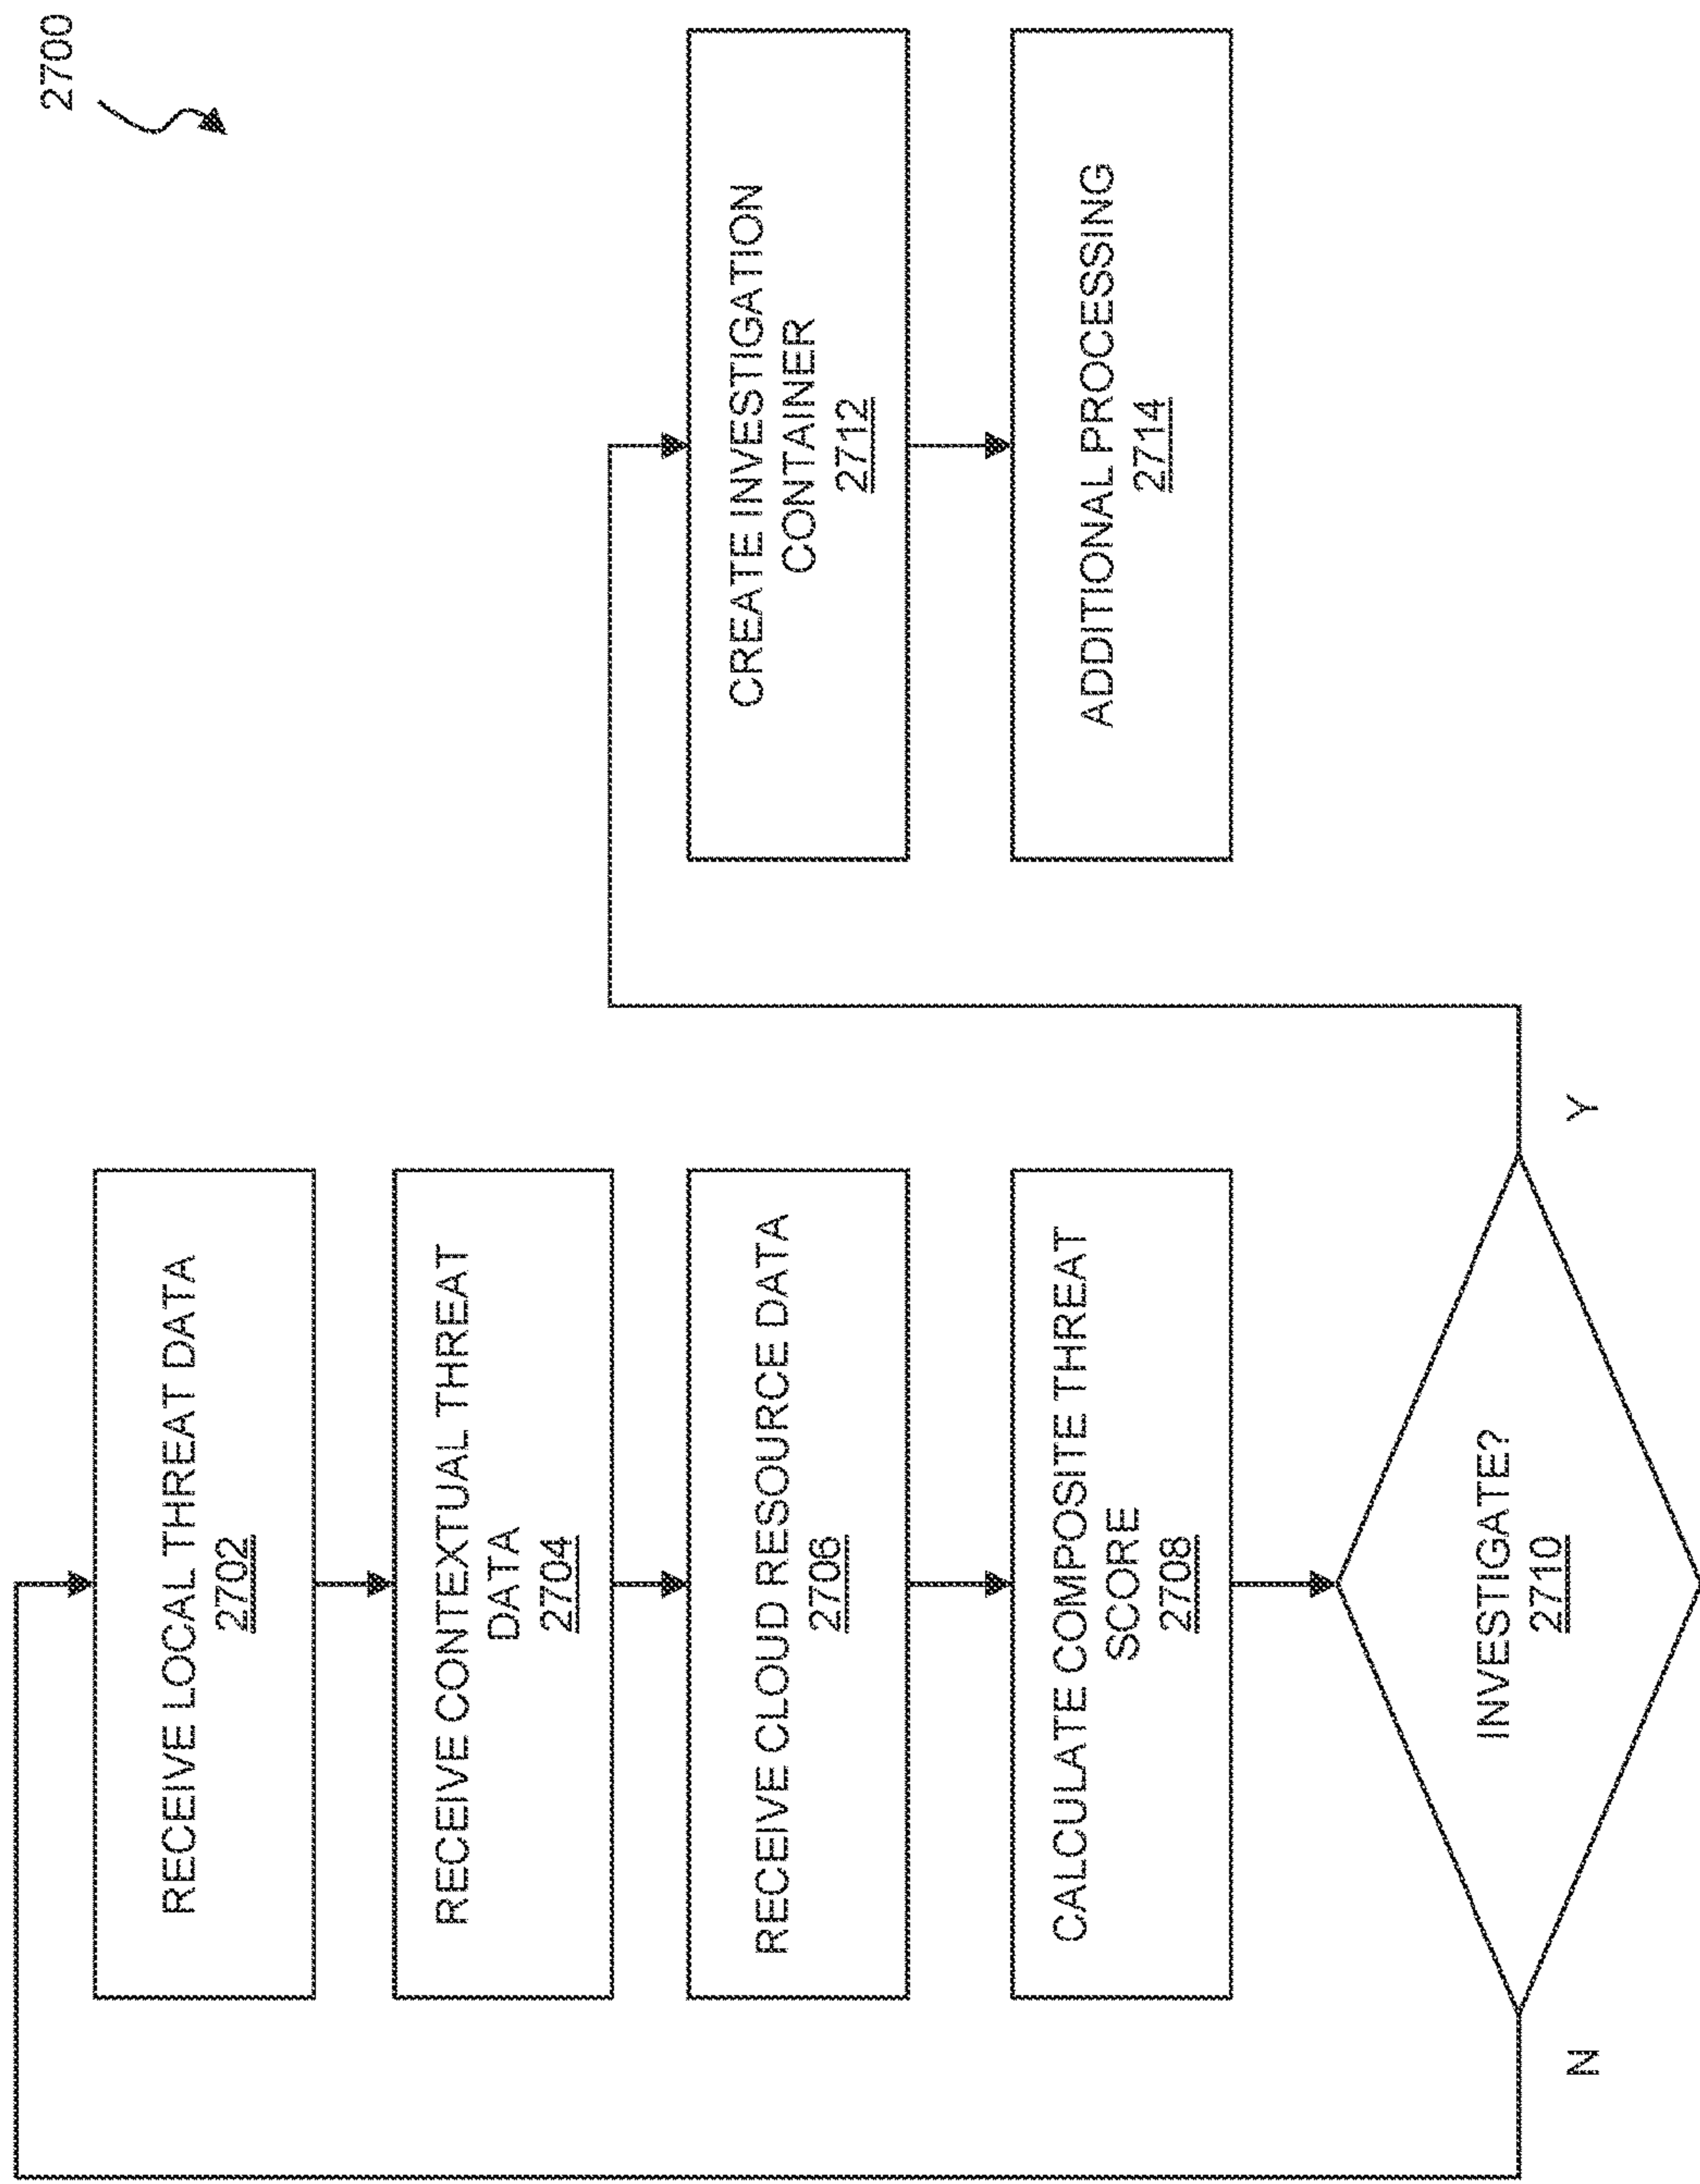 2700
RECEIVE LOCAL THREAT DATA
2702
RECEIVE CONTEXTUAL THREAT
DATA
2704
RECEIVE CLOUD RESOURCE DATA
2706
CALCULATE COMPOSITE THREAT
SCORE
2708
INVESTIGATE?
2710
N
Y
CREATE INVESTIGATION
CONTAINER
2712
ADDITIONAL PROCESSING
2714